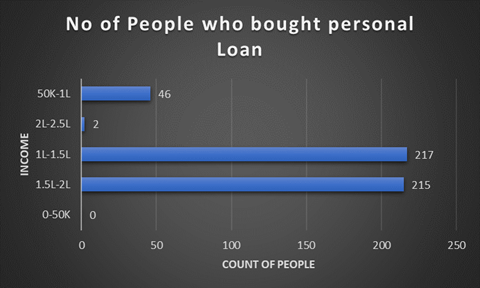 No of People who bought personal
Loan
INCOME
50K-1L
46
2L-2.5L
2
1L-1.5L
217
1.5L-2L
215
0-50K
0
0
50
100
150
200
250
COUNT OF PEOPLE